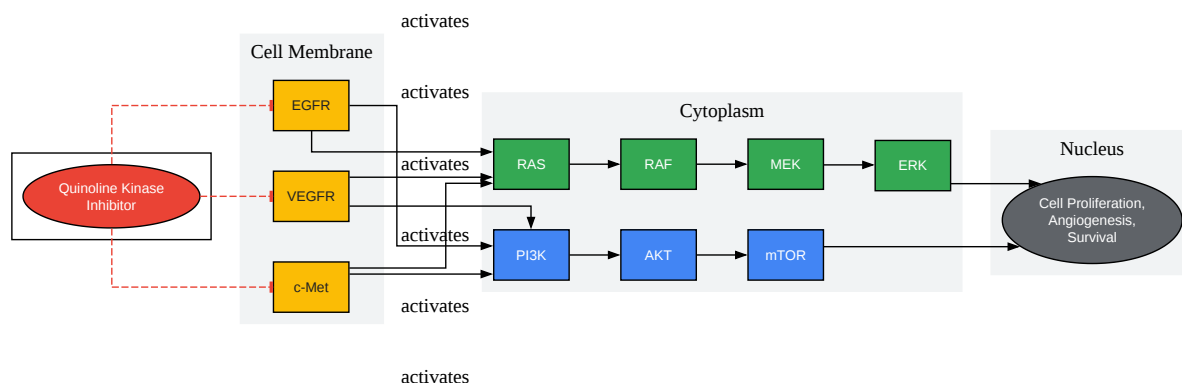 activates
Cell Membrane
EGFR
activates
Cytoplasm
RAS
RAF
MEK
ERK
Nucleus
activates
Quinoline Kinase
Inhibitor
VEGFR
Cell Proliferation,
Angiogenesis,
Survival
activates
PI3K
AKT
mTOR
c-Met
activates
activates